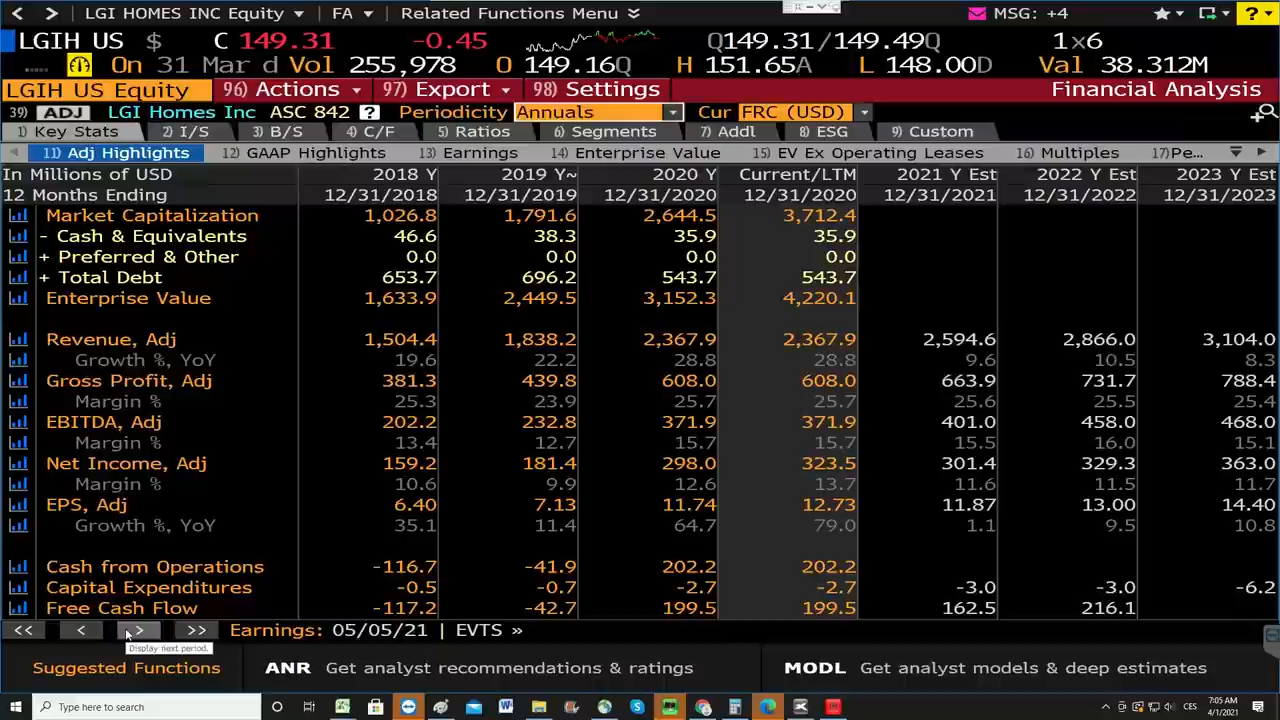 < > LGI HOMES INC Equity FA Related Functions Menu MSG: +4 ?
LGIH US $ C 149.31 -0.45 Q149.31/149.49Q 1×6
On 31 Mar d Vol 255,978 O 149.16Q H 151.65A L 148.00D Val 38.312M
LGIH US Equity 96) Actions 97) Export 98) Settings Financial Analysis
39) ADJ LGI Homes Inc ASC 842 ? Periodicity Annuals Cur FRC (USD)
1) Key Stats 2) I/S 3) B/S 4) C/F 5) Ratios 6) Segments 7) Addl 8) ESG 9) Custom
11) Adj Highlights 12) GAAP Highlights 13) Earnings 14) Enterprise Value 15) EV Ex Operating Leases 16) Multiples 17)Pe...
In Millions of USD 2018 Y 2019 Y~ 2020 Y Current/LTM 2021 Y Est 2022 Y Est 2023 Y Est
12 Months Ending 12/31/2018 12/31/2019 12/31/2020 12/31/2020 12/31/2021 12/31/2022 12/31/2023
Market Capitalization 1,026.8 1,791.6 2,644.5 3,712.4
- Cash & Equivalents 46.6 38.3 35.9 35.9
+ Preferred & Other 0.0 0.0 0.0 0.0
+ Total Debt 653.7 696.2 543.7 543.7
Enterprise Value 1,633.9 2,449.5 3,152.3 4,220.1
Revenue, Adj 1,504.4 1,838.2 2,367.9 2,367.9 2,594.6 2,866.0 3,104.0
Growth %, YoY 19.6 22.2 28.8 28.8 9.6 10.5 8.3
Gross Profit, Adj 381.3 439.8 608.0 608.0 663.9 731.7 788.4
Margin % 25.3 23.9 25.7 25.7 25.6 25.5 25.4
EBITDA, Adj 202.2 232.8 371.9 371.9 401.0 458.0 468.0
Margin % 13.4 12.7 15.7 15.7 15.5 16.0 15.1
Net Income, Adj 159.2 181.4 298.0 323.5 301.4 329.3 363.0
Margin % 10.6 9.9 12.6 13.7 11.6 11.5 11.7
EPS, Adj 6.40 7.13 11.74 12.73 11.87 13.00 14.40
Growth %, YoY 35.1 11.4 64.7 79.0 1.1 9.5 10.8
Cash from Operations -116.7 -41.9 202.2 202.2
Capital Expenditures -0.5 -0.7 -2.7 -2.7 -3.0 -3.0 -6.2
Free Cash Flow -117.2 -42.7 199.5 199.5 162.5 216.1
<< < > >> Earnings: 05/05/21 | EVTS »
Display next period.
Suggested Functions ANR Get analyst recommendations & ratings MODL Get analyst models & deep estimates
Type here to search CES 7:05 AM
4/1/2021